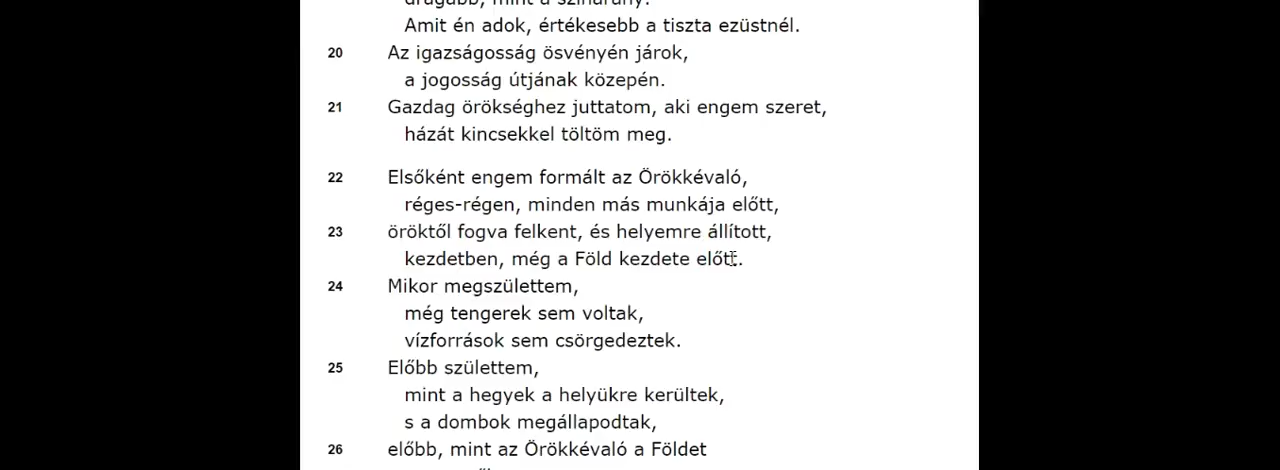 drágább, mint a színarany.
Amit én adok, értékesebb a tiszta ezüstnél.
20 Az igazságosság ösvényén járok,
a jogosság útjának közepén.
21 Gazdag örökséghez juttatom, aki engem szeret,
házát kincsekkel töltöm meg.
22 Elsőként engem formált az Örökkévaló,
réges-régen, minden más munkája előtt,
23 öröktől fogva felkent, és helyemre állított,
kezdetben, még a Föld kezdete előtt.
24 Mikor megszülettem,
még tengerek sem voltak,
vízforrások sem csörgedeztek.
25 Előbb születtem,
mint a hegyek a helyükre kerültek,
s a dombok megállapodtak,
26 előbb, mint az Örökkévaló a Földet